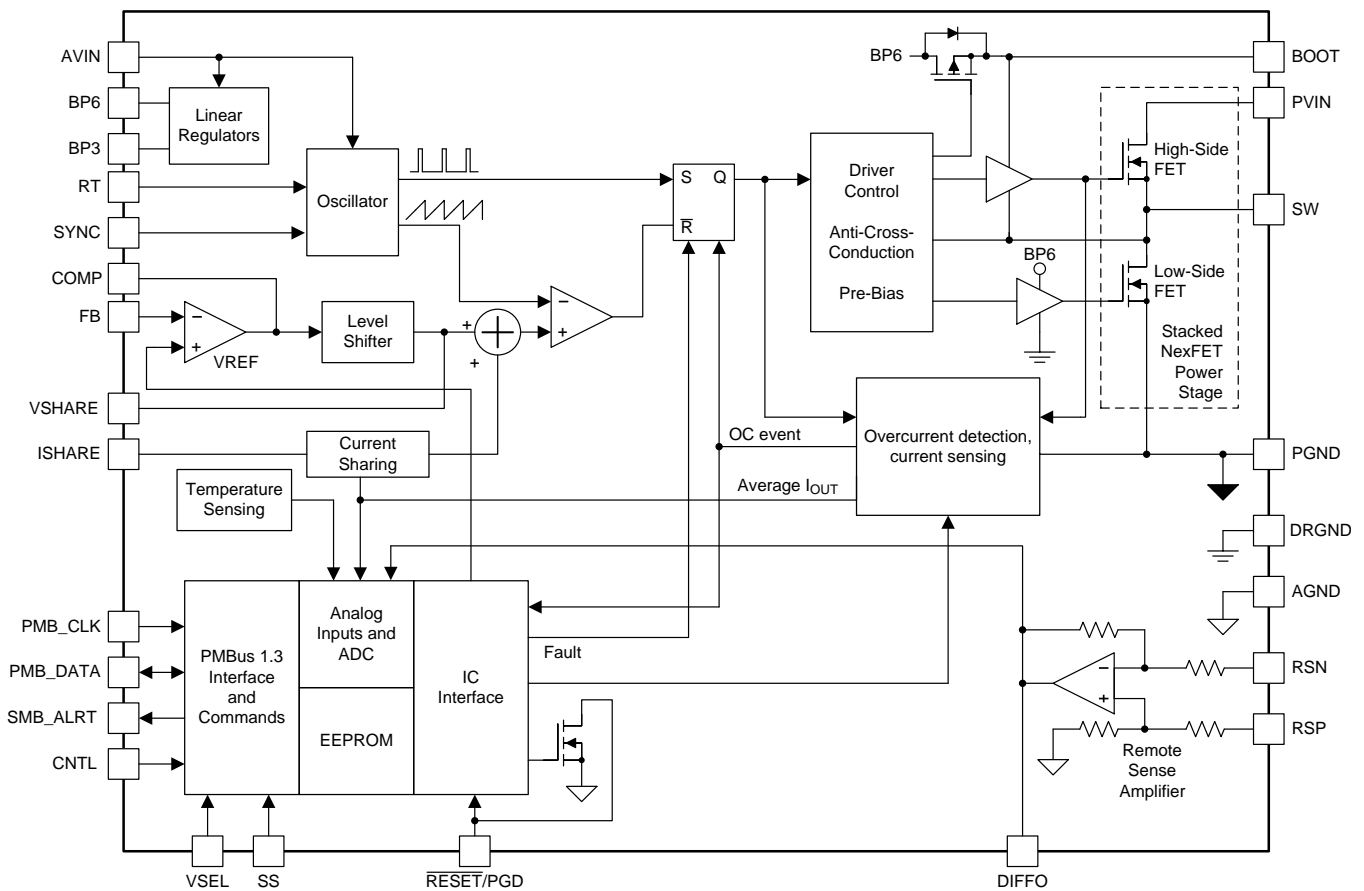 AVIN
BP6
BP3
RT
SYNC
COMP
FB
VSHARE
ISHARE
PMB_CLK
PMB_DATA
SMB_ALRT
CNTL
Linear
Regulators
Oscillator
−
+
VREF
Level
Shifter
+
+
−
+
Current
Sharing
Temperature
Sensing
S Q
R̅
BP6
Driver
Control
Anti-Cross-
Conduction
Pre-Bias
BP6
High-Side
FET
Low-Side
FET
Stacked
NexFET
Power
Stage
Overcurrent detection,
current sensing
OC event
Average IOUT
PMBus 1.3
Interface
and
Commands
Analog
Inputs and
ADC
EEPROM
IC
Interface
Fault
−
+
Remote
Sense
Amplifier
BOOT
PVIN
SW
PGND
DRGND
AGND
RSN
RSP
VSEL
SS
R̅E̅S̅E̅T̅/PGD
DIFFO